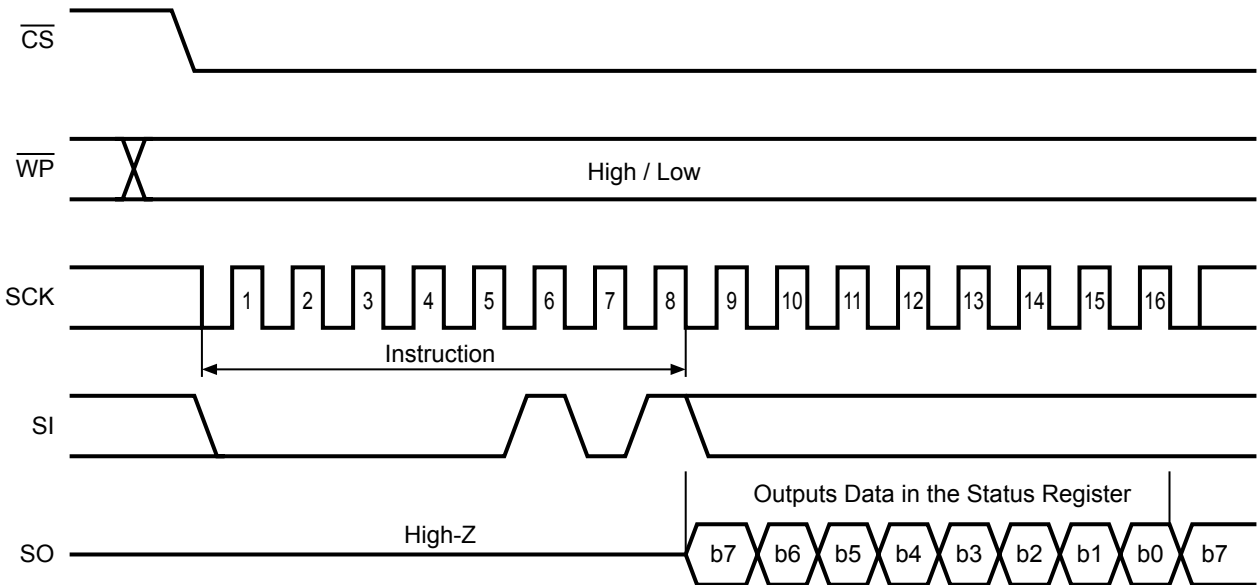 CS
WP
High / Low
SCK
1 2 3 4 5 6 7 8 9 10 11 12 13 14 15 16
Instruction
SI
Outputs Data in the Status Register
High-Z
SO
b7 b6 b5 b4 b3 b2 b1 b0 b7